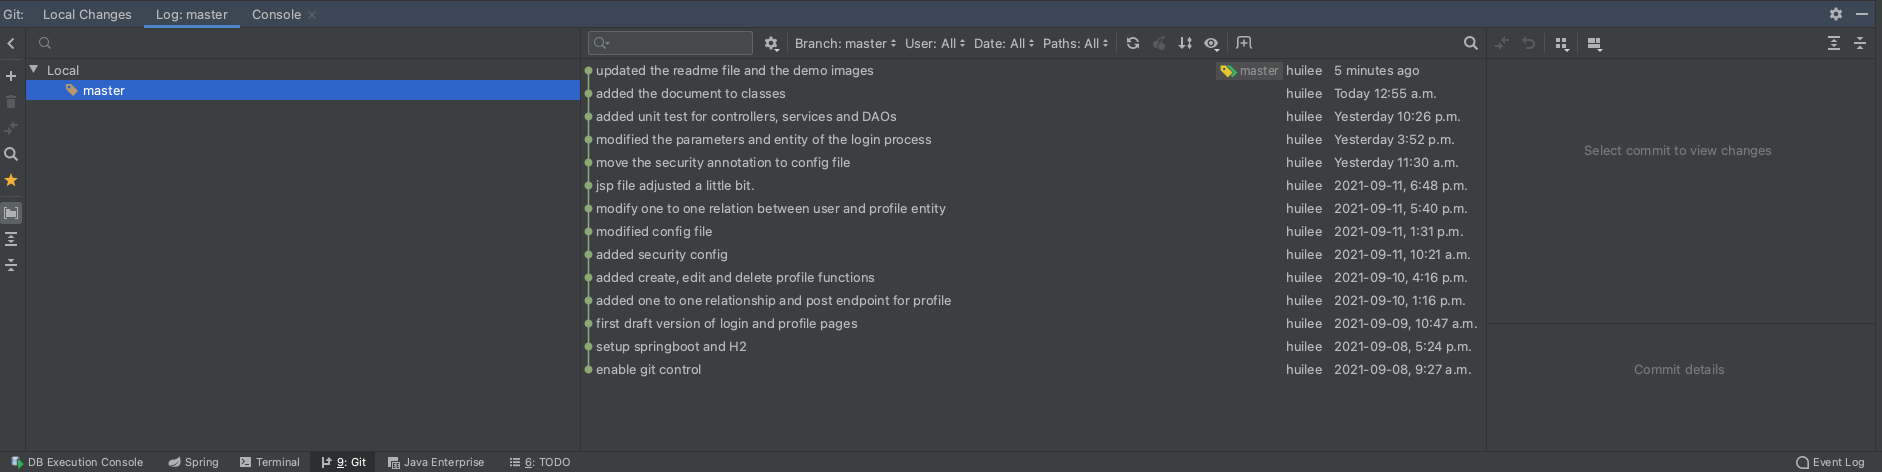 Git: Local Changes Log: master Console
Branch: master User: All Date: All Paths: All
Local
master
updated the readme file and the demo images master huilee 5 minutes ago
added the document to classes huilee Today 12:55 a.m.
added unit test for controllers, services and DAOs huilee Yesterday 10:26 p.m.
modified the parameters and entity of the login process huilee Yesterday 3:52 p.m.
move the security annotation to config file huilee Yesterday 11:30 a.m.
jsp file adjusted a little bit. huilee 2021-09-11, 6:48 p.m.
modify one to one relation between user and profile entity huilee 2021-09-11, 5:40 p.m.
modified config file huilee 2021-09-11, 1:31 p.m.
added security config huilee 2021-09-11, 10:21 a.m.
added create, edit and delete profile functions huilee 2021-09-10, 4:16 p.m.
added one to one relationship and post endpoint for profile huilee 2021-09-10, 1:16 p.m.
first draft version of login and profile pages huilee 2021-09-09, 10:47 a.m.
setup springboot and H2 huilee 2021-09-08, 5:24 p.m.
enable git control huilee 2021-09-08, 9:27 a.m.
Select commit to view changes
Commit details
DB Execution Console Spring Terminal 9: Git Java Enterprise 6: TODO Event Log